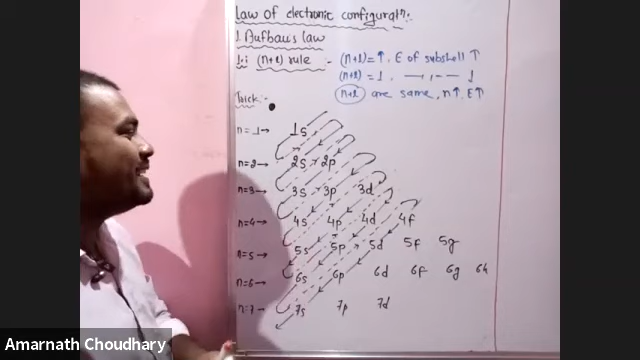 Law of electronic configuratn:
1. Aufbau's law
1.1 (n+l) rule :-
(n+l) = ↑, E of subshell ↑
(n+l) = ↓, —— ,, — — ↓
(n+l) are same, n↑, E↑
Trick:-
n=1→ 1s
n=2→ 2s 2p
n=3→ 3s 3p 3d
n=4→ 4s 4p 4d 4f
n=5→ 5s 5p 5d 5f 5g
n=6→ 6s 6p 6d 6f 6g 6h
n=7→ 7s 7p 7d
Amarnath Choudhary